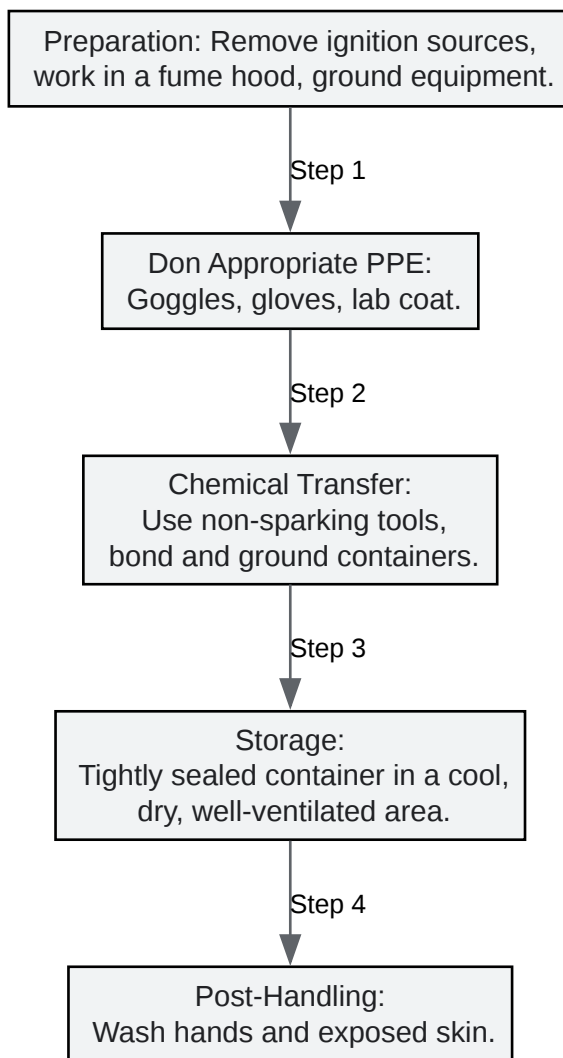 Preparation: Remove ignition sources,
work in a fume hood, ground equipment.
Step 1
Don Appropriate PPE:
Goggles, gloves, lab coat.
Step 2
Chemical Transfer:
Use non-sparking tools,
bond and ground containers.
Step 3
Storage:
Tightly sealed container in a cool,
dry, well-ventilated area.
Step 4
Post-Handling:
Wash hands and exposed skin.